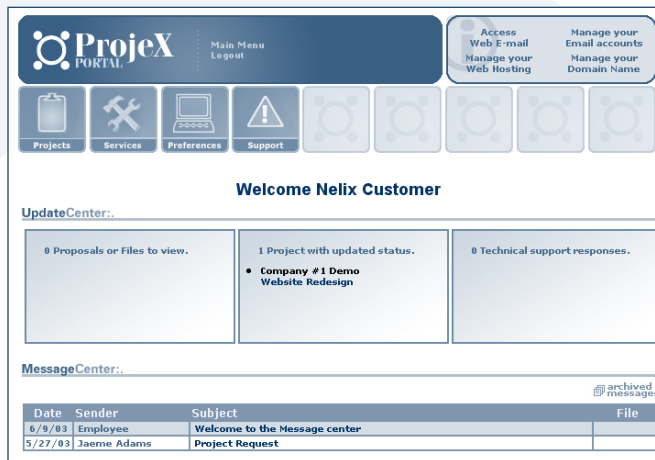 ProjeX
PORTAL
Main Menu
Logout
Access
Web E-mail
Manage your
Email accounts
Manage your
Web Hosting
Manage your
Domain Name
Projects
Services
Preferences
Support
Welcome Nelix Customer
UpdateCenter:.
0 Proposals or Files to view.
1 Project with updated status.
Company #1 Demo
Website Redesign
0 Technical support responses.
MessageCenter:.
archived
messages
Date Sender Subject File
6/9/03 Employee Welcome to the Message center
5/27/03 Jaeme Adams Project Request